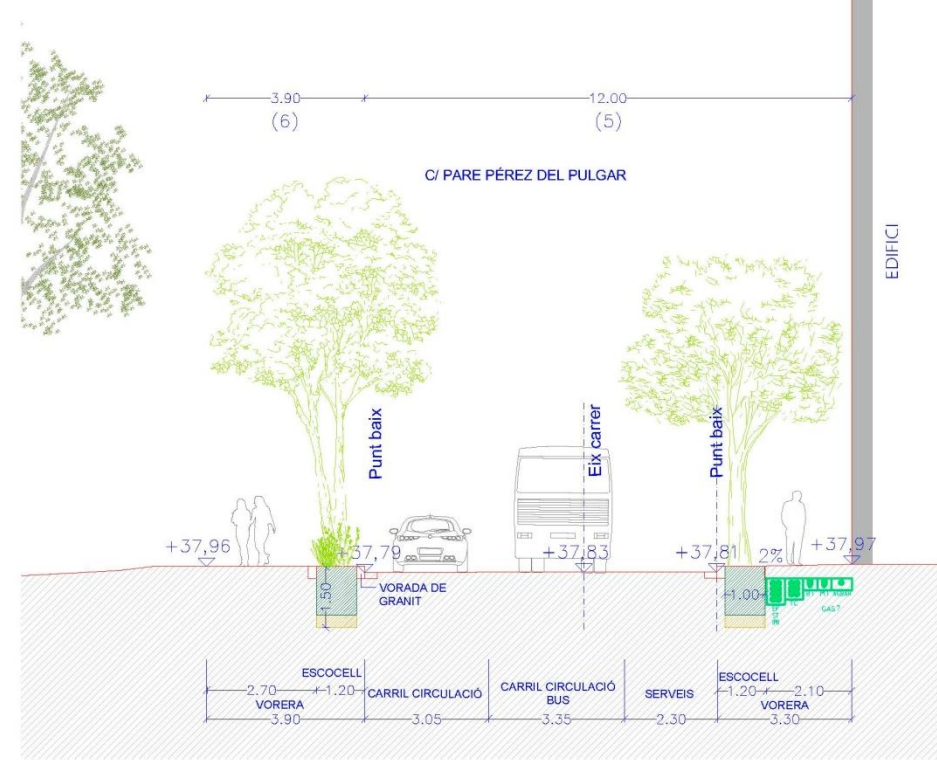 3.90
(6)
12.00
(5)
C/ PARE PÉREZ DEL PULGAR
EDIFICI
Punt baix
Eix carrer
Punt baix
+37,96
+37,79
+37,83
+37,81
2%
+37,97
VORADA DE
GRANIT
1.50
1.00
GAS?
ESCOCELL
2.70
1.20
VORERA
3.90
CARRIL CIRCULACIÓ
3.05
CARRIL CIRCULACIÓ
BUS
3.35
SERVEIS
2.30
ESCOCELL
1.20
2.10
VORERA
3.30